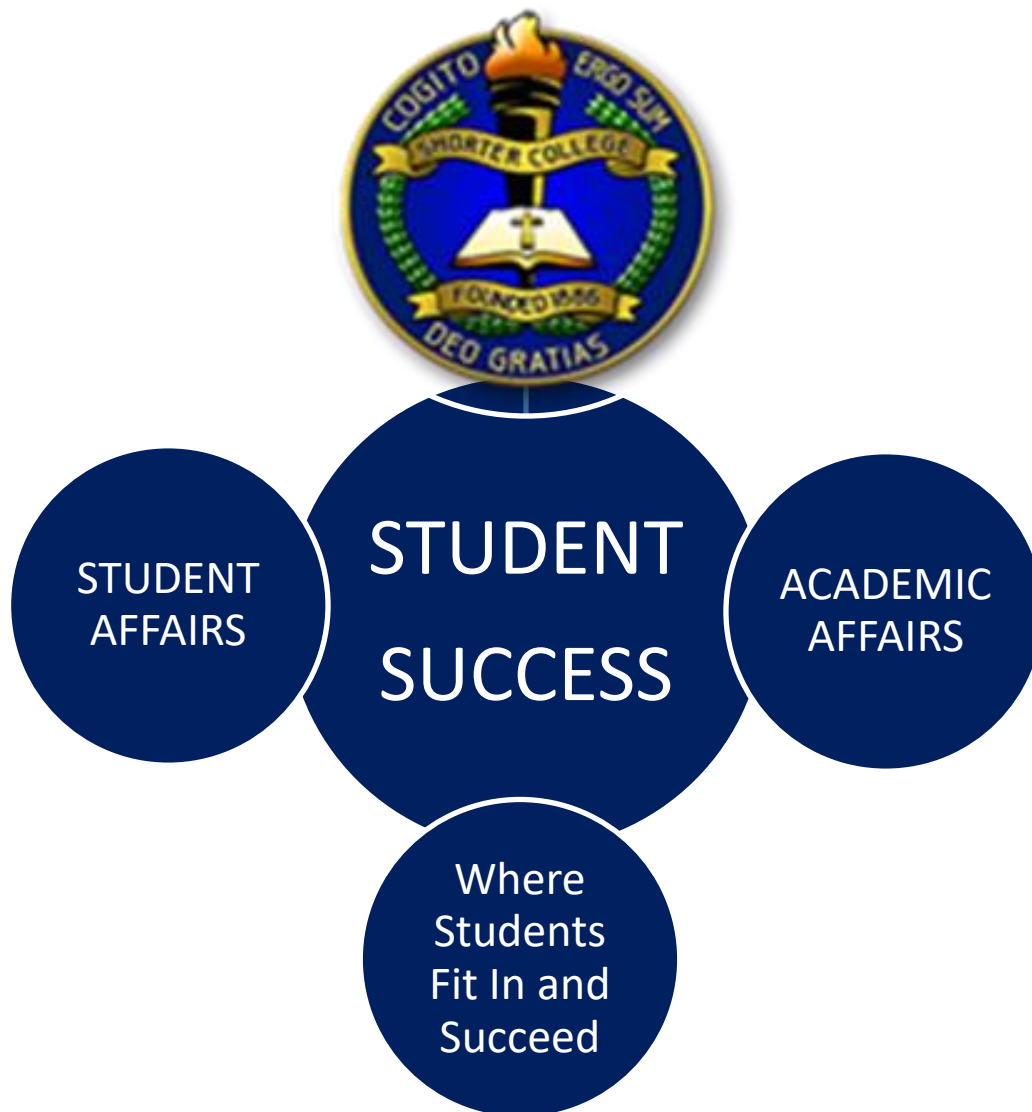 COGITO ERGO SUM
SHORTER COLLEGE
FOUNDED 1886
DEO GRATIAS
STUDENT
SUCCESS
STUDENT
AFFAIRS
ACADEMIC
AFFAIRS
Where
Students
Fit In and
Succeed